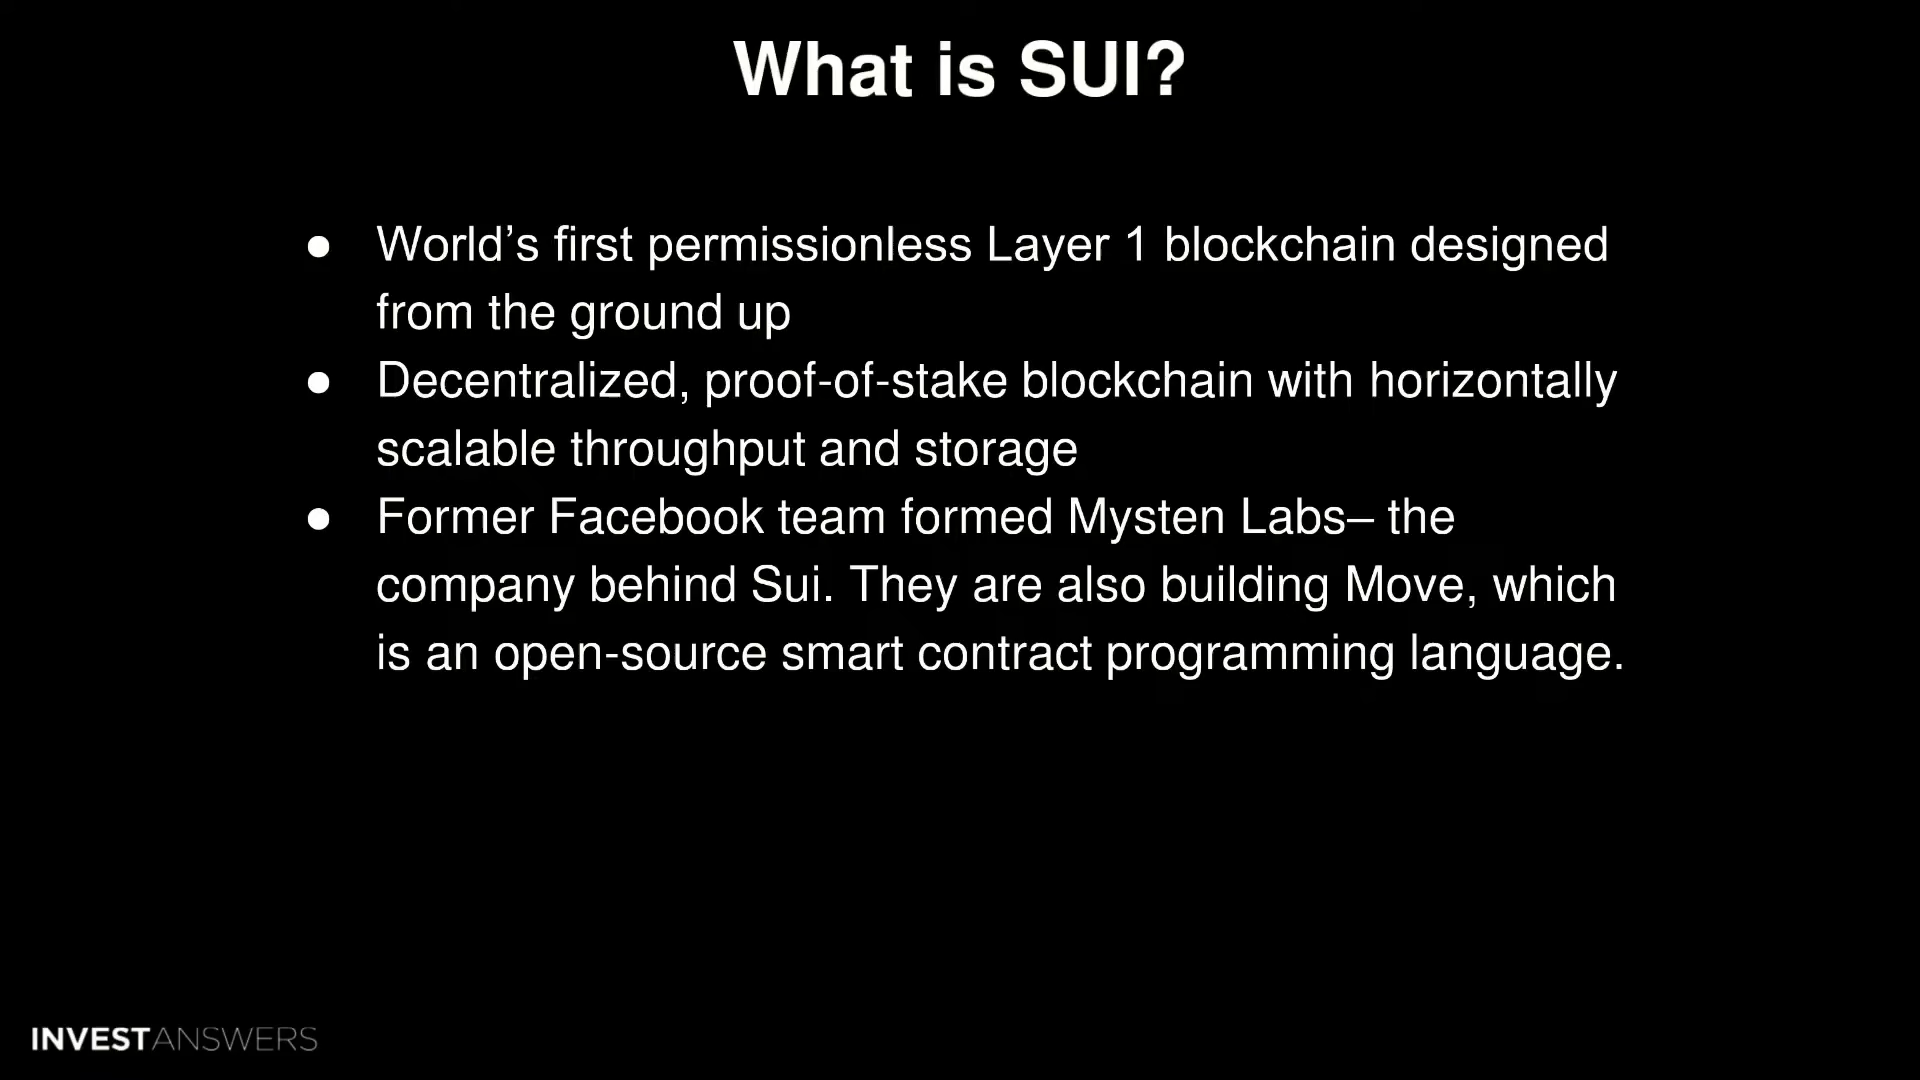 What is SUI?
● World’s first permissionless Layer 1 blockchain designed
from the ground up
● Decentralized, proof-of-stake blockchain with horizontally
scalable throughput and storage
● Former Facebook team formed Mysten Labs– the
company behind Sui. They are also building Move, which
is an open-source smart contract programming language.
INVESTANSWERS